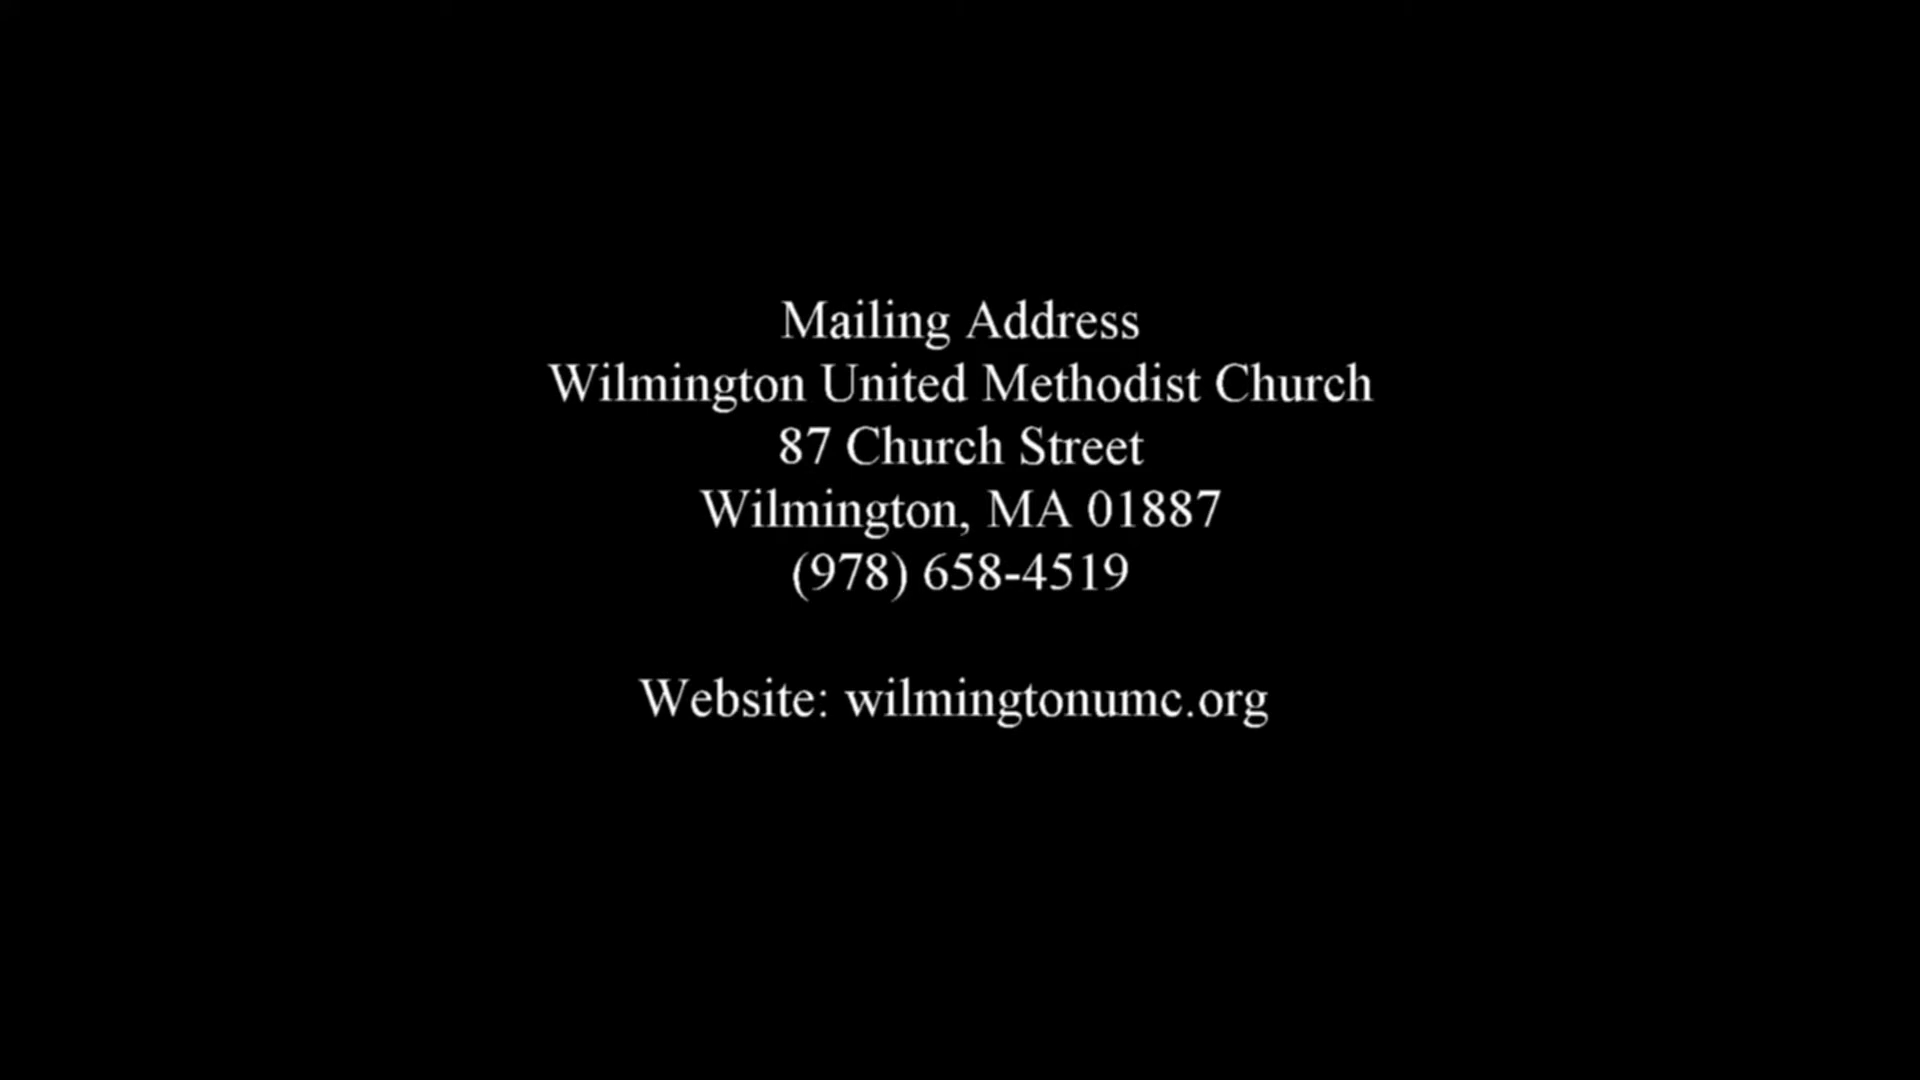 Mailing Address
Wilmington United Methodist Church
87 Church Street
Wilmington, MA 01887
(978) 658-4519
Website: wilmingtonumc.org